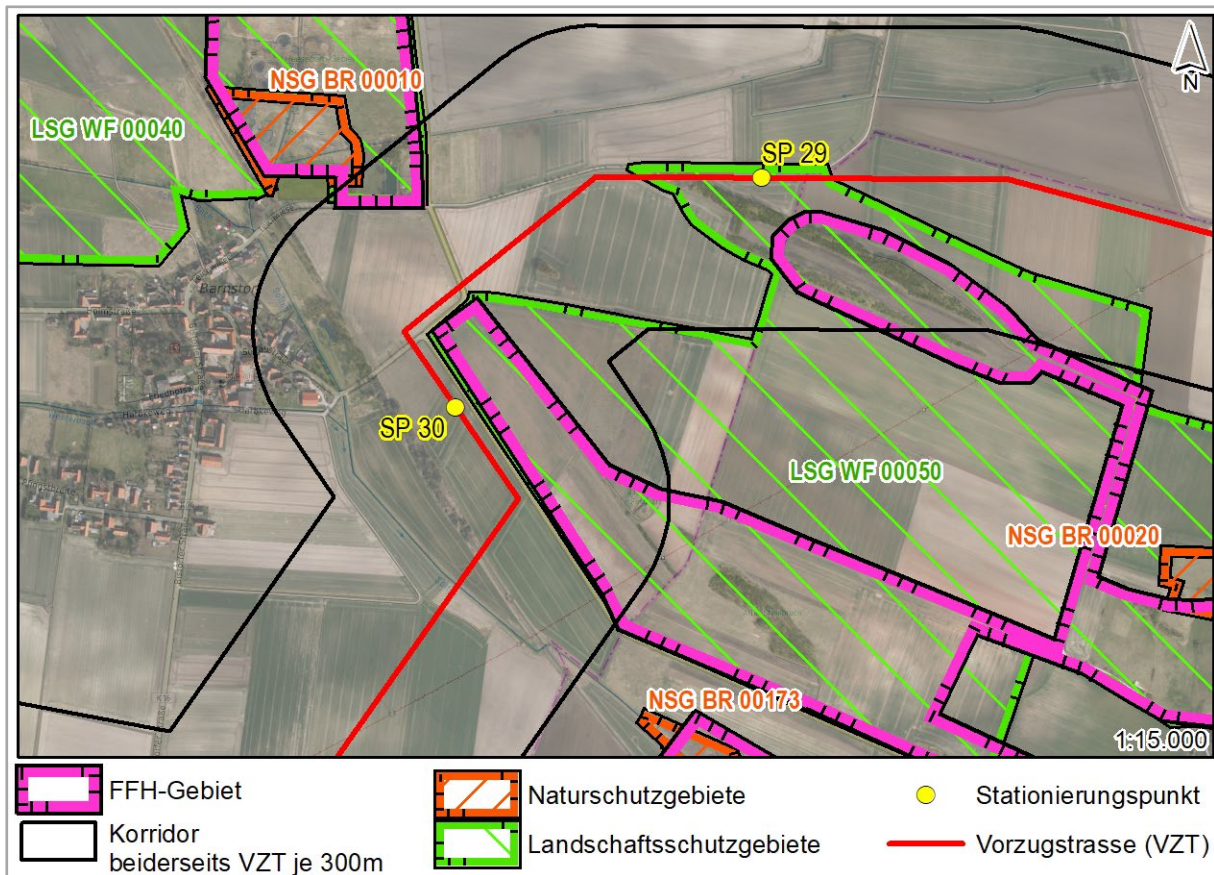 NSG BR 00010
N
LSG WF 00040
SP 29
Barnstorf
SP 30
LSG WF 00050
NSG BR 00020
NSG BR 00173
1:15.000
FFH-Gebiet
Korridor
beiderseits VZT je 300m
Naturschutzgebiete
Landschaftsschutzgebiete
Stationierungspunkt
Vorzugstrasse (VZT)